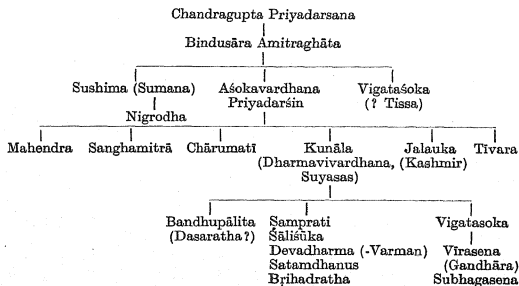 Chandragupta Priyadarsana
Bindusāra Amitraghāta
Sushima (Sumana) Aśokavardhana Vigataśoka
Priyadarśin (? Tissa)
Nigrodha
Mahendra Sanghamitrā Chārumatī Kunāla Jalauka Tīvara
(Dharmavivardhana, (Kashmir)
Suyasas)
Bandhupālita Samprati Vigatasoka
(Dasaratha?) Śāliśūka Vīrasena
Devadharma (-Varman) (Gandhāra)
Satamdhanus Subhagasena
Bṛihadratha